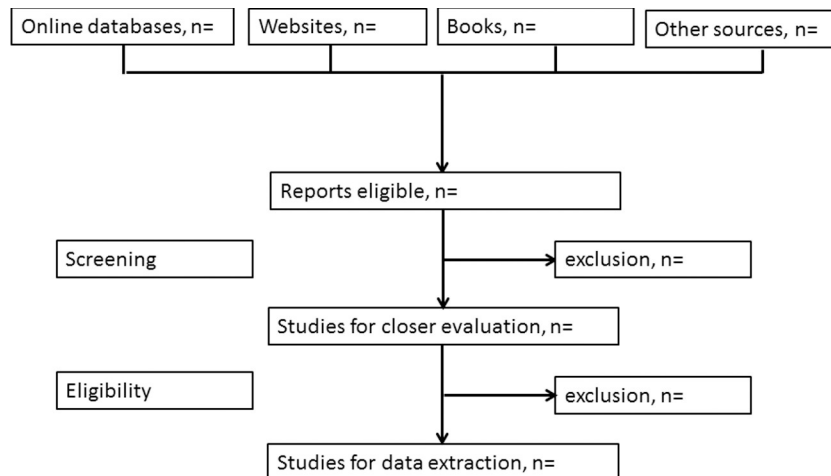 Online databases, n=
Websites, n=
Books, n=
Other sources, n=
Reports eligible, n=
Screening
exclusion, n=
Studies for closer evaluation, n=
Eligibility
exclusion, n=
Studies for data extraction, n=